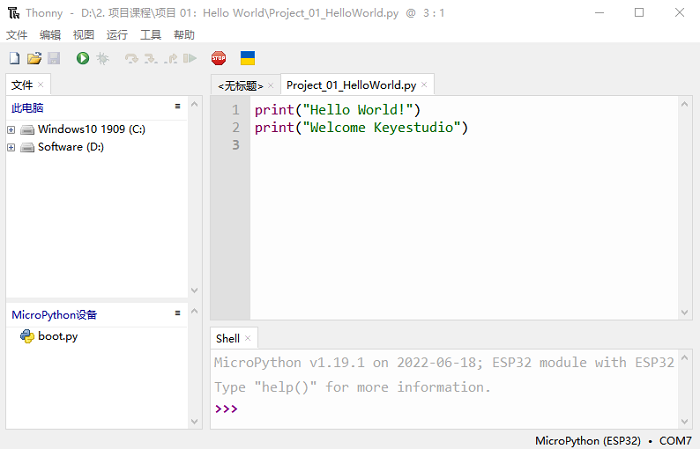 Thonny - D:\2. 项目课程\项目 01: Hello World\Project_01_HelloWorld.py @ 3 : 1
文件 编辑 视图 运行 工具 帮助
STOP
文件
此电脑
Windows10 1909 (C:)
Software (D:)
MicroPython设备
boot.py
<无标题> Project_01_HelloWorld.py
1 print("Hello World!")
2 print("Welcome Keyestudio")
3
Shell
MicroPython v1.19.1 on 2022-06-18; ESP32 module with ESP32
Type "help()" for more information.
>>>
MicroPython (ESP32) • COM7